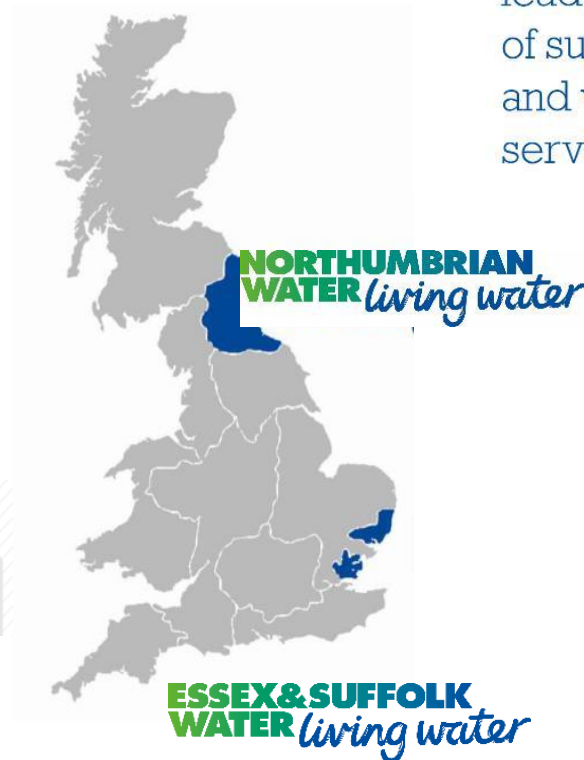 of su
and
serv
NORTHUMBRIAN
WATER living water
ESSEX&SUFFOLK
WATER living water